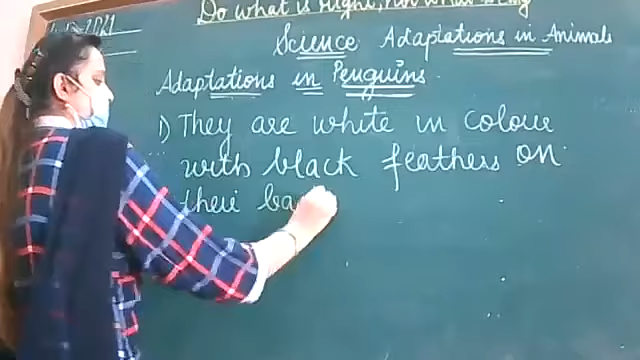 Do what is right, not what
2021
Science Adaptations in Animals
Adaptations in Penguins.
1) They are white in colour
with black feathers on
their